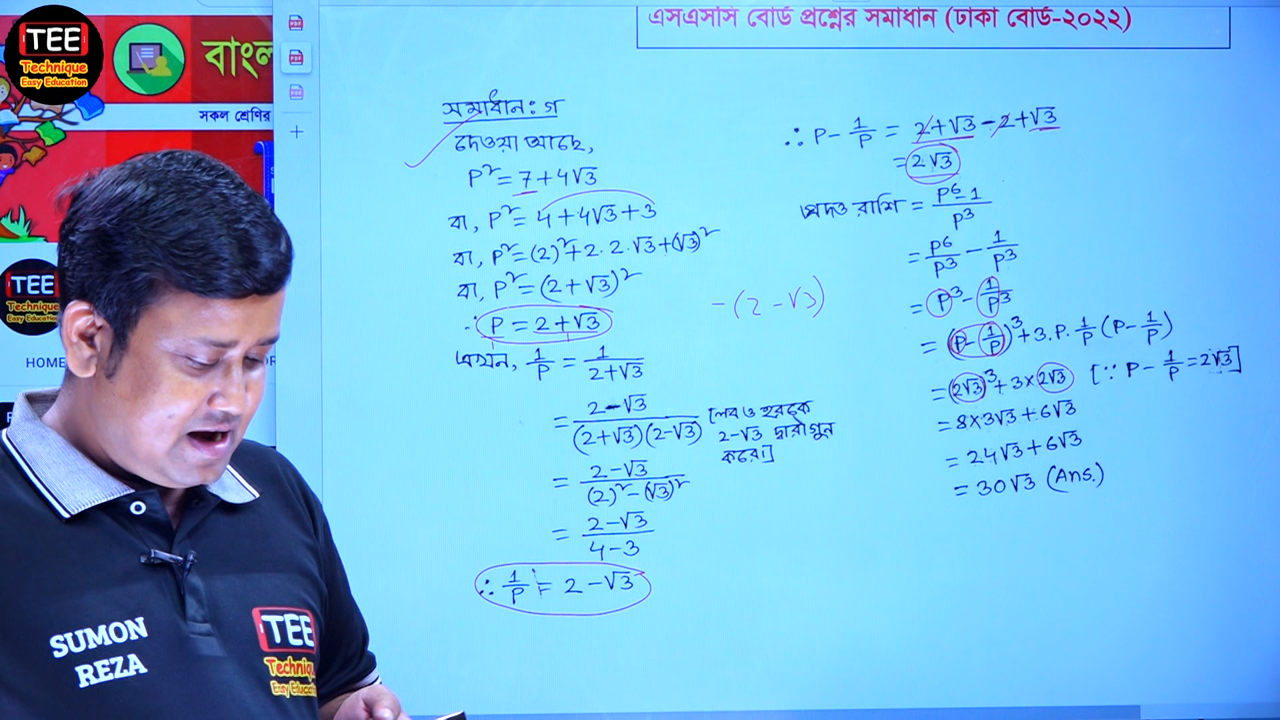 TEE
Technique
Easy Education
বাংল
সকল শ্রেণির
TEE
Technique
Easy Education
HOME
SUMON
REZA
TEE
Technique
Easy Educati
এসএসসি বোর্ড প্রশ্নের সমাধান (ঢাকা বোর্ড-২০২২)
সমাধান: গ
দেওয়া আছে,
P² = 7 + 4√3
বা, P² = 4 + 4√3 + 3
বা, P² = (2)² + 2. 2. √3 + (√3)²
বা, P² = (2 + √3)²
∴ P = 2 + √3
এখন, 1/P = 1/(2 + √3)
= (2 - √3)/((2 + √3)(2 - √3)) [লব ও হরকে
2 - √3 দ্বারা গুন
করে।]
= (2 - √3)/((2)² - (√3)²)
= (2 - √3)/(4 - 3)
∴ 1/P = 2 - √3
- (2 - √3)
∴ P - 1/P = 2 + √3 - 2 + √3
= 2√3
প্রদত্ত রাশি = (P⁶ - 1)/P³
= P⁶/P³ - 1/P³
= P³ - 1/P³
= (P - 1/P)³ + 3. P. 1/P (P - 1/P)
= (2√3)³ + 3 × 2√3 [∵ P - 1/P = 2√3]
= 8 × 3√3 + 6√3
= 24√3 + 6√3
= 30√3 (Ans.)